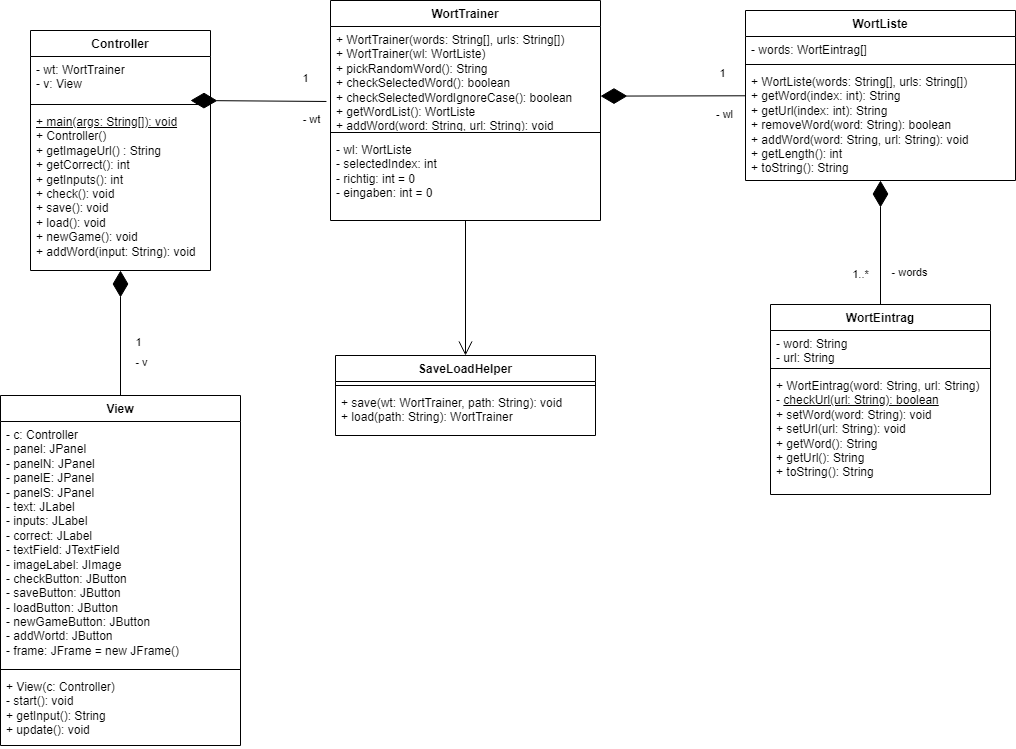 Controller
- wt: WortTrainer
- v: View
+ main(args: String[]): void
+ Controller()
+ getImageUrl() : String
+ getCorrect(): int
+ getInputs(): int
+ check(): void
+ save(): void
+ load(): void
+ newGame(): void
+ addWord(input: String): void
1
- wt
WortTrainer
+ WortTrainer(words: String[], urls: String[])
+ WortTrainer(wl: WortListe)
+ pickRandomWord(): String
+ checkSelectedWord(): boolean
+ checkSelectedWordIgnoreCase(): boolean
+ getWordList(): WortListe
+ addWord(word: String, url: String): void
- wl: WortListe
- selectedIndex: int
- richtig: int = 0
- eingaben: int = 0
1
- wl
WortListe
- words: WortEintrag[]
+ WortListe(words: String[], urls: String[])
+ getWord(index: int): String
+ getUrl(index: int): String
+ removeWord(word: String): boolean
+ addWord(word: String, url: String): void
+ getLength(): int
+ toString(): String
1..*
- words
WortEintrag
- word: String
- url: String
+ WortEintrag(word: String, url: String)
- checkUrl(url: String): boolean
+ setWord(word: String): void
+ setUrl(url: String): void
+ getWord(): String
+ getUrl(): String
+ toString(): String
SaveLoadHelper
+ save(wt: WortTrainer, path: String): void
+ load(path: String): WortTrainer
1
- v
View
- c: Controller
- panel: JPanel
- panelN: JPanel
- panelE: JPanel
- panelS: JPanel
- text: JLabel
- inputs: JLabel
- correct: JLabel
- textField: JTextField
- imageLabel: JImage
- checkButton: JButton
- saveButton: JButton
- loadButton: JButton
- newGameButton: JButton
- addWortd: JButton
- frame: JFrame = new JFrame()
+ View(c: Controller)
- start(): void
+ getInput(): String
+ update(): void